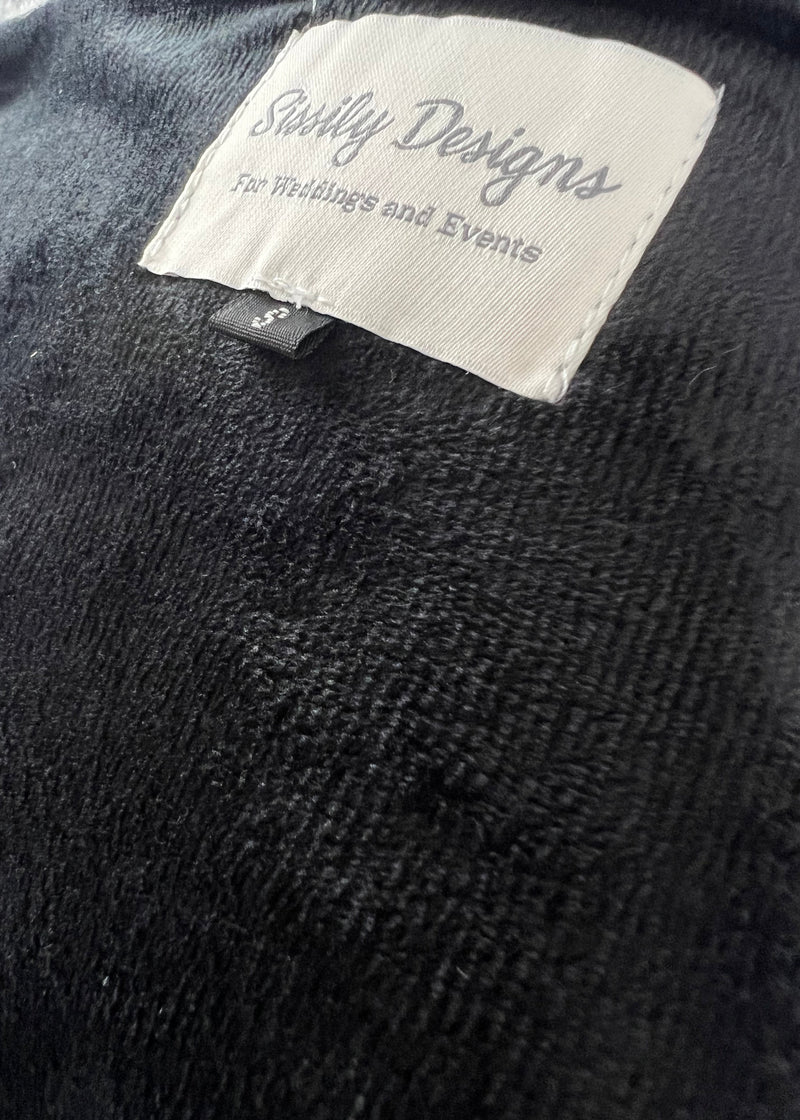 Sissily Designs
For Weddings and Events
S